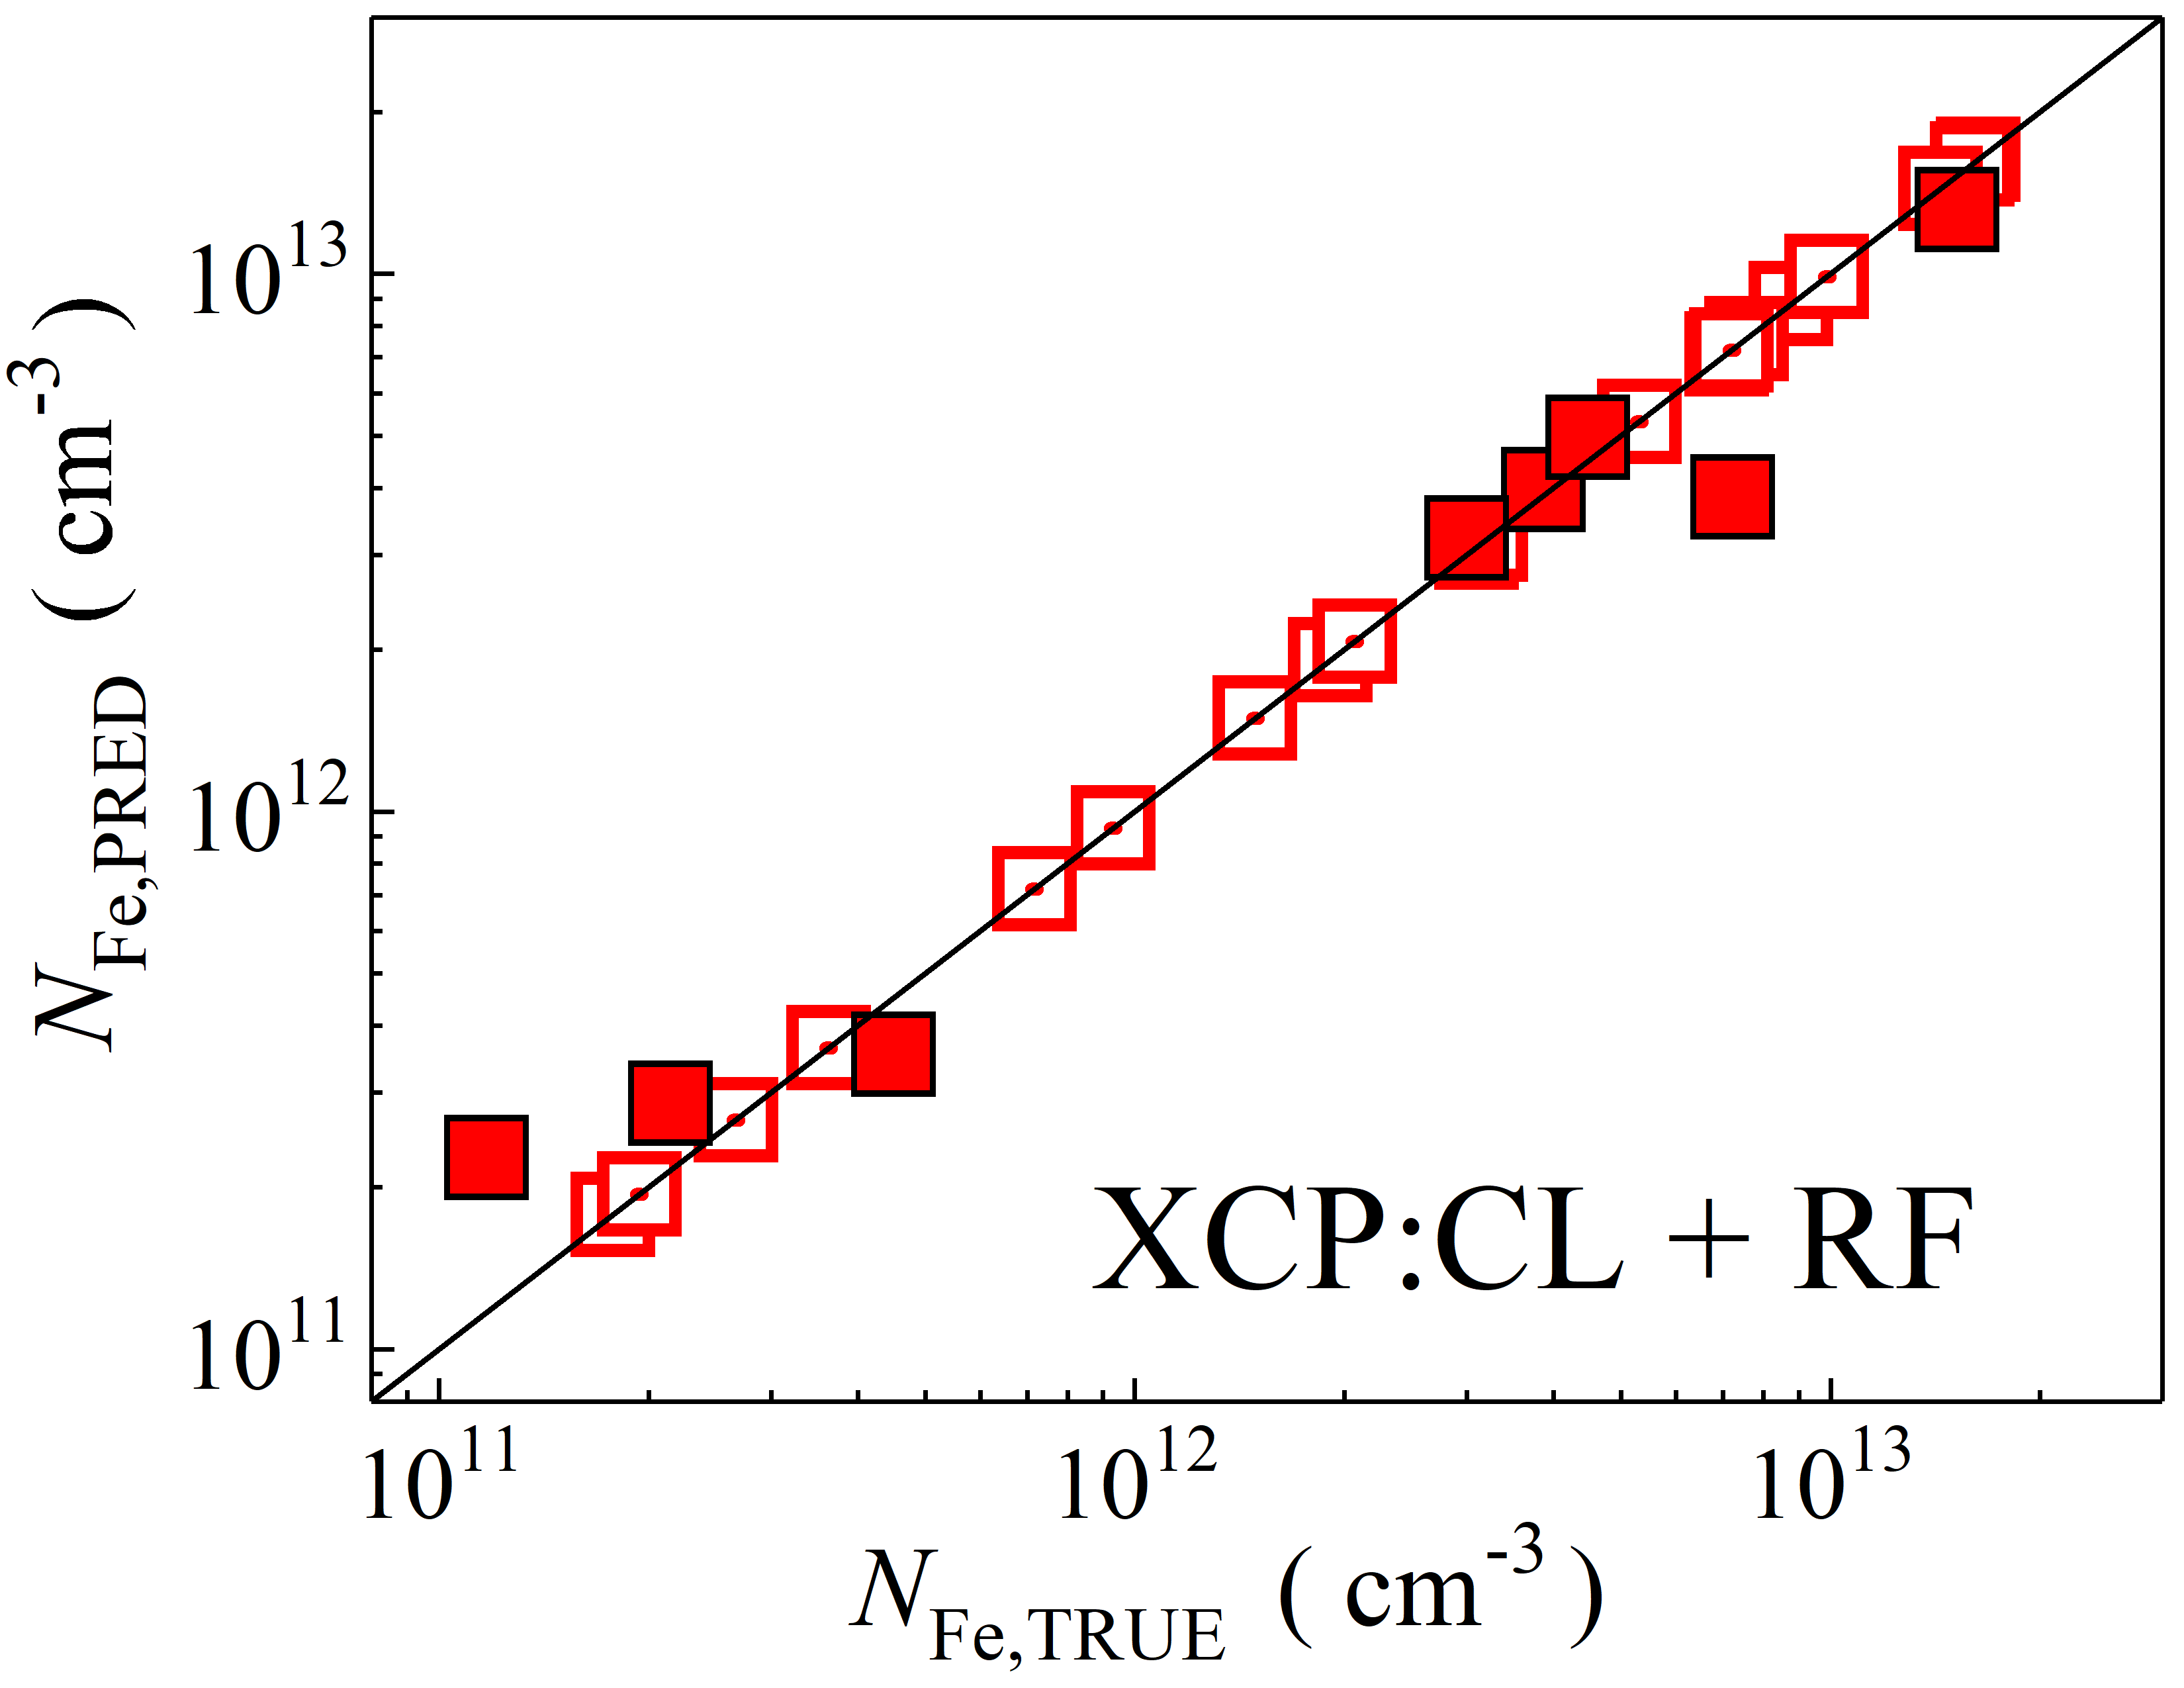 10^13
10^12
10^11
N_Fe,PRED ( cm^-3 )
XCP:CL + RF
10^11 10^12 10^13
N_Fe,TRUE ( cm^-3 )